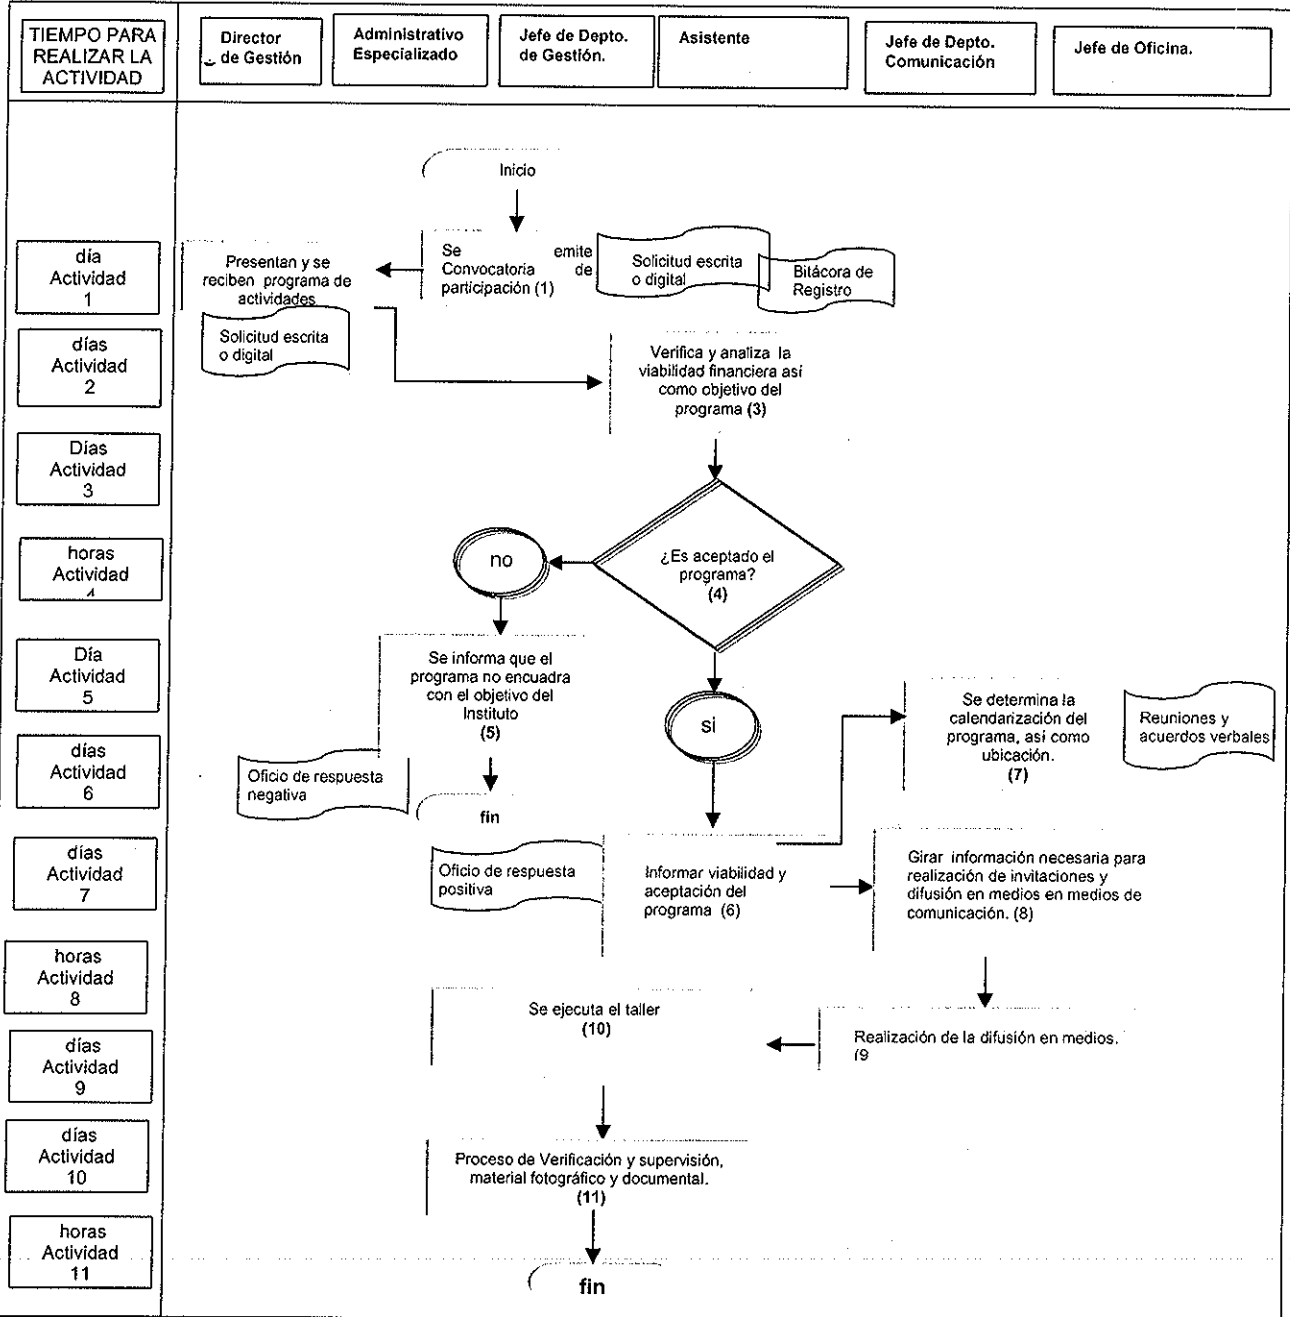 TIEMPO PARA
REALIZAR LA
ACTIVIDAD
Director
de Gestión
Administrativo
Especializado
Jefe de Depto.
de Gestión.
Asistente
Jefe de Depto.
Comunicación
Jefe de Oficina.
Inicio
día
Actividad
1
Presentan y se
reciben programa de
actividades
Se emite
Convocatoria de
participación (1)
Solicitud escrita
o digital
Bitácora de
Registro
Solicitud escrita
o digital
días
Actividad
2
Verifica y analiza la
viabilidad financiera así
como objetivo del
programa (3)
Días
Actividad
3
horas
Actividad
4
no
¿Es aceptado el
programa?
(4)
Día
Actividad
5
Se informa que el
programa no encuadra
con el objetivo del
Instituto
(5)
si
Se determina la
calendarización del
programa, así como
ubicación.
(7)
Reuniones y
acuerdos verbales
días
Actividad
6
Oficio de respuesta
negativa
fin
días
Actividad
7
Oficio de respuesta
positiva
Informar viabilidad y
aceptación del
programa (6)
Girar información necesaria para
realización de invitaciones y
difusión en medios en medios de
comunicación. (8)
horas
Actividad
8
Se ejecuta el taller
(10)
Realización de la difusión en medios.
(9
días
Actividad
9
días
Actividad
10
Proceso de Verificación y supervisión,
material fotográfico y documental.
(11)
horas
Actividad
11
fin